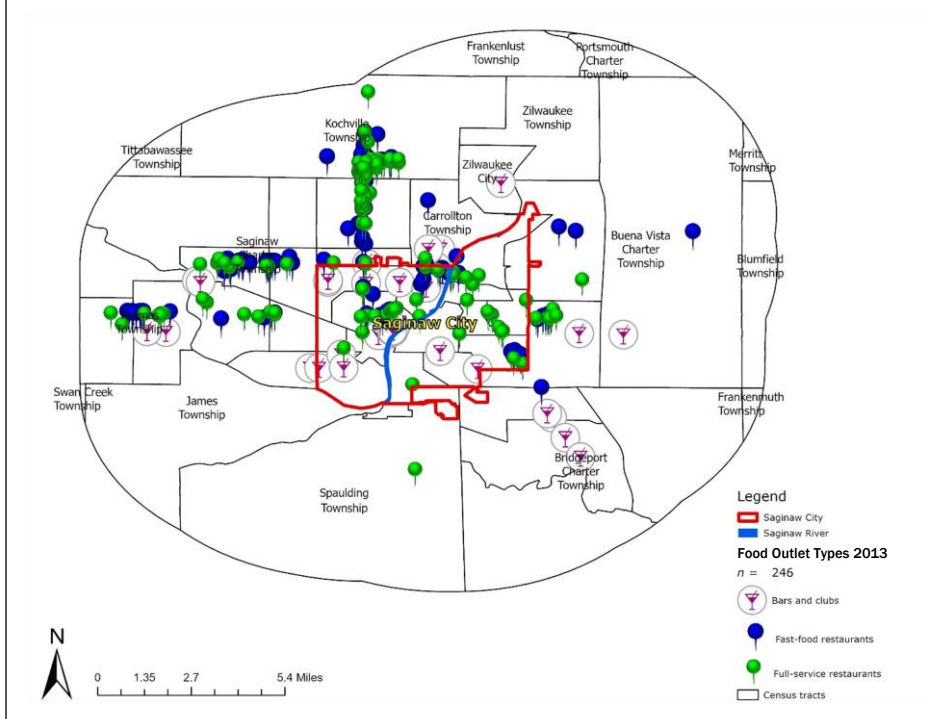 Frankenlust
Township
Portsmouth
Charter
Township
Zilwaukee
Township
Kochville
Township
Tittabawassee
Township
Merritt
Township
Zilwaukee
City
Carrollton
Township
Buena Vista
Charter
Township
Saginaw
Township
Blumfield
Township
Township
Saginaw City
Swan Creek
Township
James
Township
Frankenmuth
Township
Bridgeport
Charter
Township
Spaulding
Township
Legend
Saginaw City
Saginaw River
Food Outlet Types 2013
n = 246
Bars and clubs
Fast-food restaurants
Full-service restaurants
Census tracts
N
0 1.35 2.7 5.4 Miles